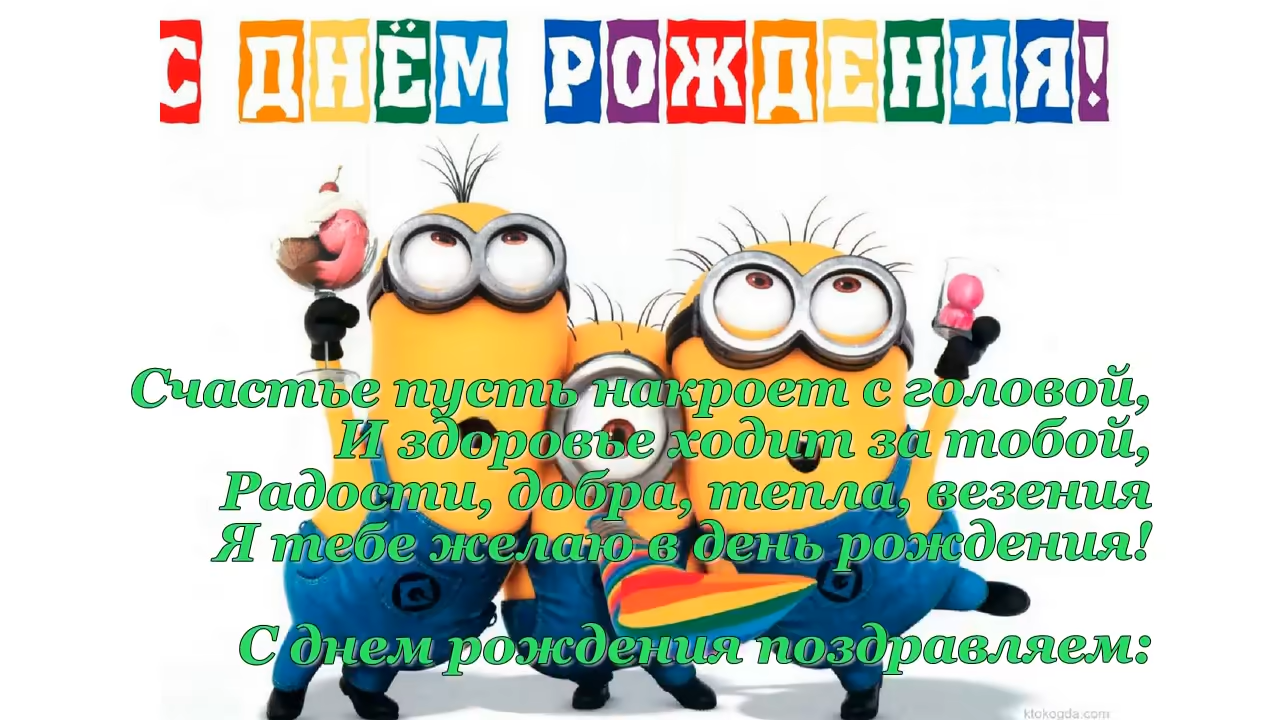 С ДНЁМ РОЖДЕНИЯ!
Счастье пусть накроет с головой,
И здоровье ходит за тобой,
Радости, добра, тепла, везения
Я тебе желаю в день рождения!
С днем рождения поздравляем:
ktokogda.com